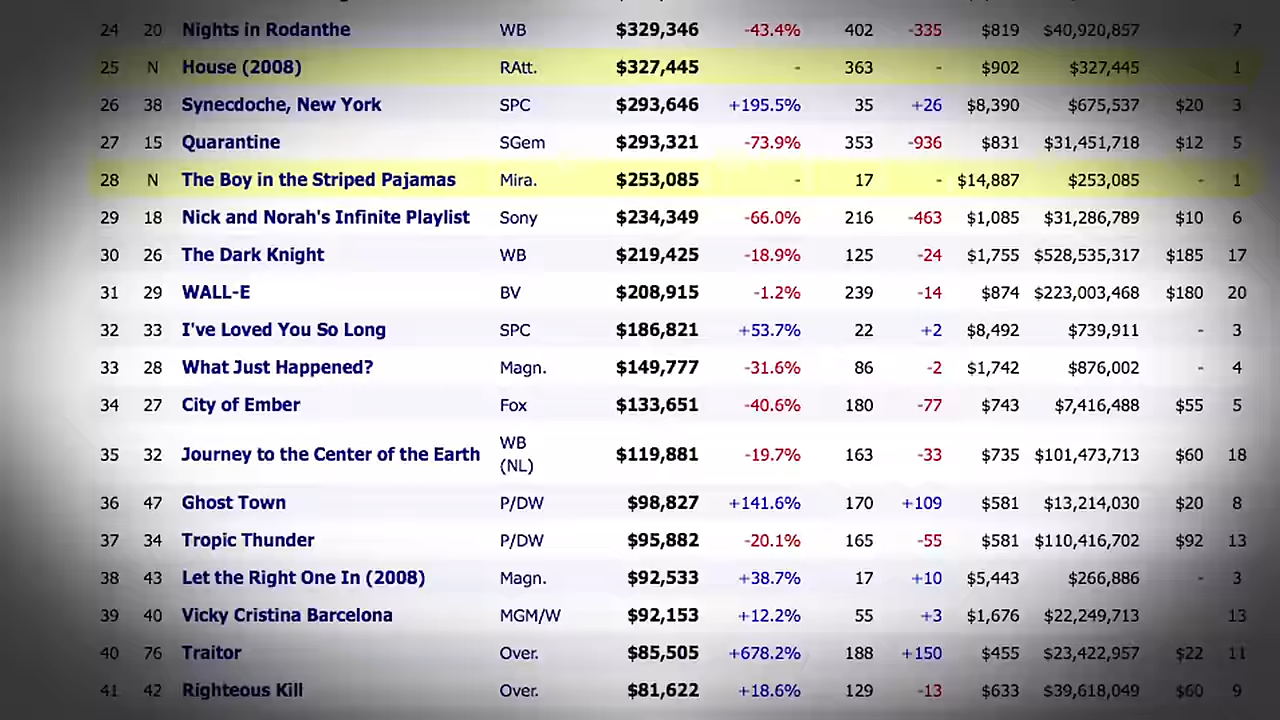 24 20 Nights in Rodanthe WB $329,346 -43.4% 402 -335 $819 $40,920,857 7
25 N House (2008) RAtt. $327,445 - 363 - $902 $327,445 1
26 38 Synecdoche, New York SPC $293,646 +195.5% 35 +26 $8,390 $675,537 $20 3
27 15 Quarantine SGem $293,321 -73.9% 353 -936 $831 $31,451,718 $12 5
28 N The Boy in the Striped Pajamas Mira. $253,085 - 17 - $14,887 $253,085 - 1
29 18 Nick and Norah's Infinite Playlist Sony $234,349 -66.0% 216 -463 $1,085 $31,286,789 $10 6
30 26 The Dark Knight WB $219,425 -18.9% 125 -24 $1,755 $528,535,317 $185 17
31 29 WALL-E BV $208,915 -1.2% 239 -14 $874 $223,003,468 $180 20
32 33 I've Loved You So Long SPC $186,821 +53.7% 22 +2 $8,492 $739,911 - 3
33 28 What Just Happened? Magn. $149,777 -31.6% 86 -2 $1,742 $876,002 - 4
34 27 City of Ember Fox $133,651 -40.6% 180 -77 $743 $7,416,488 $55 5
35 32 Journey to the Center of the Earth WB (NL) $119,881 -19.7% 163 -33 $735 $101,473,713 $60 18
36 47 Ghost Town P/DW $98,827 +141.6% 170 +109 $581 $13,214,030 $20 8
37 34 Tropic Thunder P/DW $95,882 -20.1% 165 -55 $581 $110,416,702 $92 13
38 43 Let the Right One In (2008) Magn. $92,533 +38.7% 17 +10 $5,443 $266,886 - 3
39 40 Vicky Cristina Barcelona MGM/W $92,153 +12.2% 55 +3 $1,676 $22,249,713 13
40 76 Traitor Over. $85,505 +678.2% 188 +150 $455 $23,422,957 $22 11
41 42 Righteous Kill Over. $81,622 +18.6% 129 -13 $633 $39,618,049 $60 9